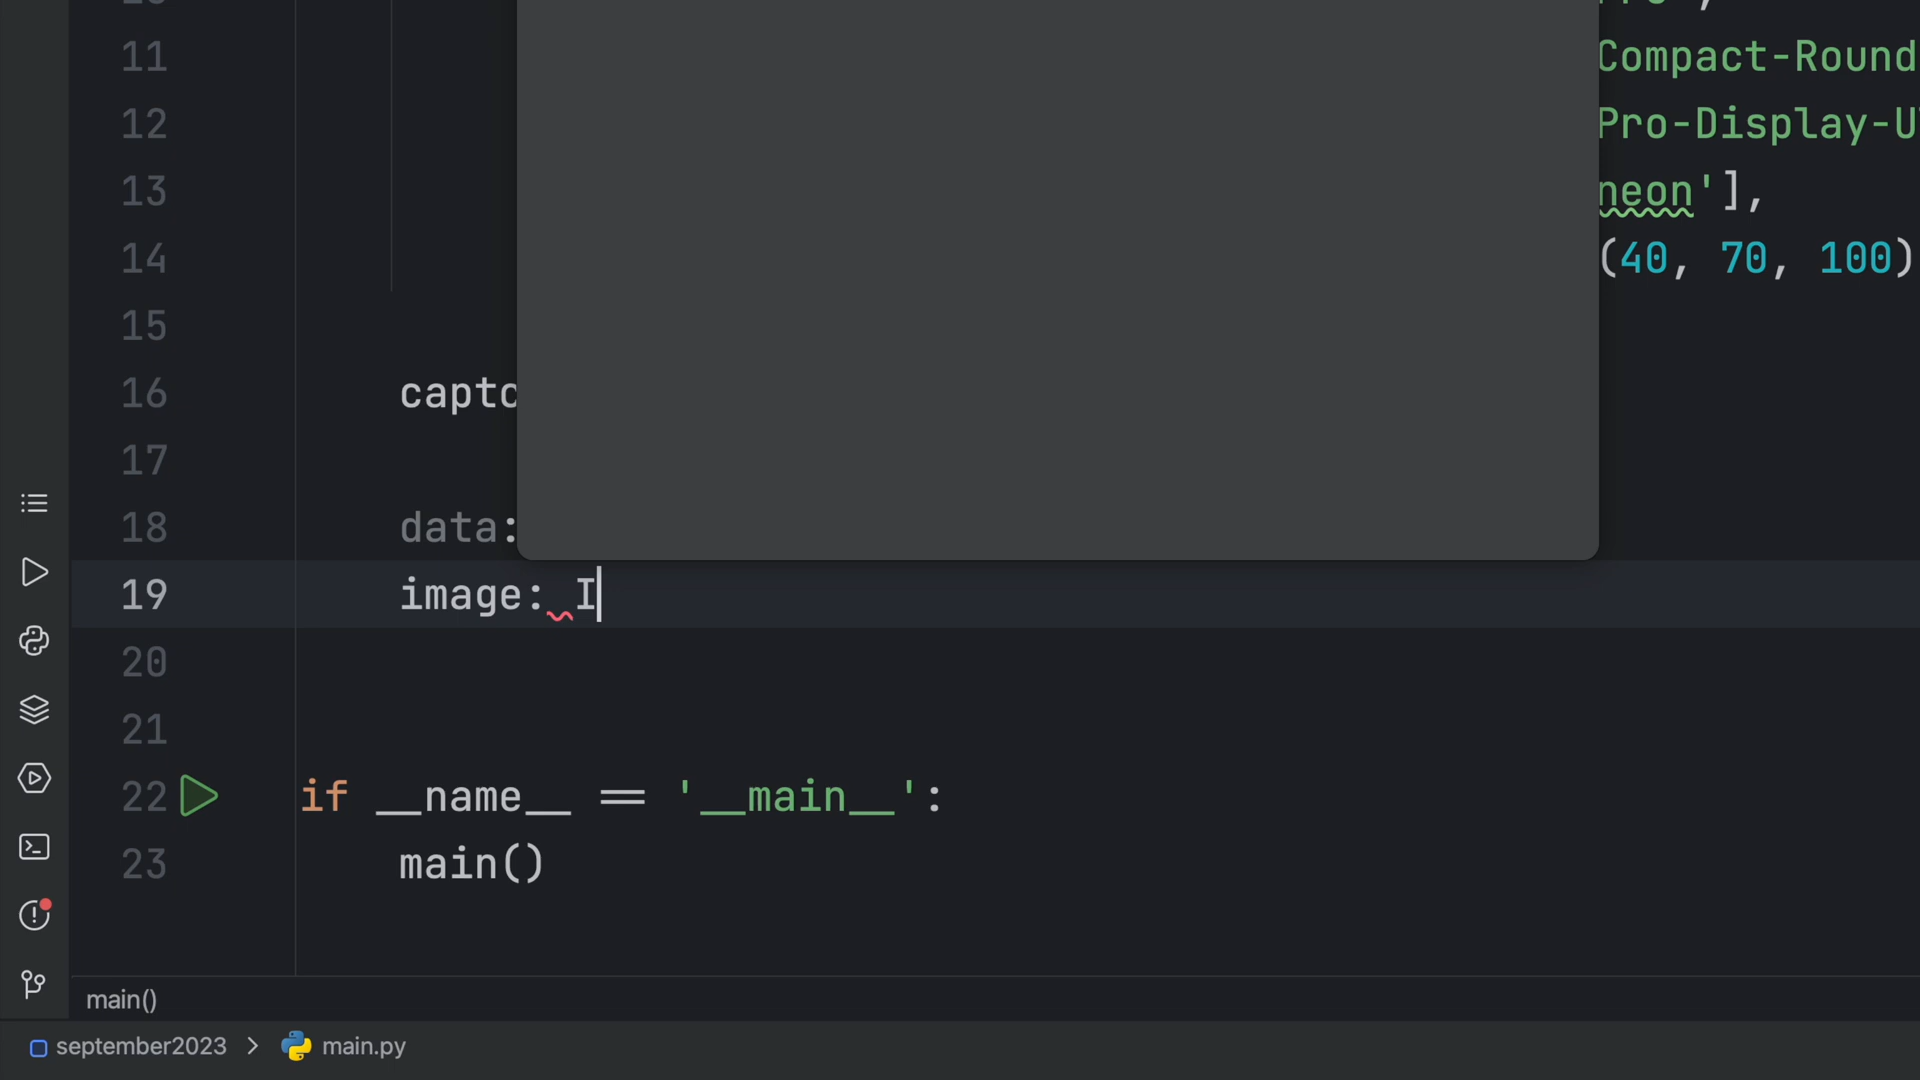 11 Compact-Round
12 Pro-Display-U
13 neon'],
14 (40, 70, 100)
15
16 captc
17
18 data:
19 image: I
20
21
22 if __name__ == '__main__':
23 main()
main()
september2023 > main.py